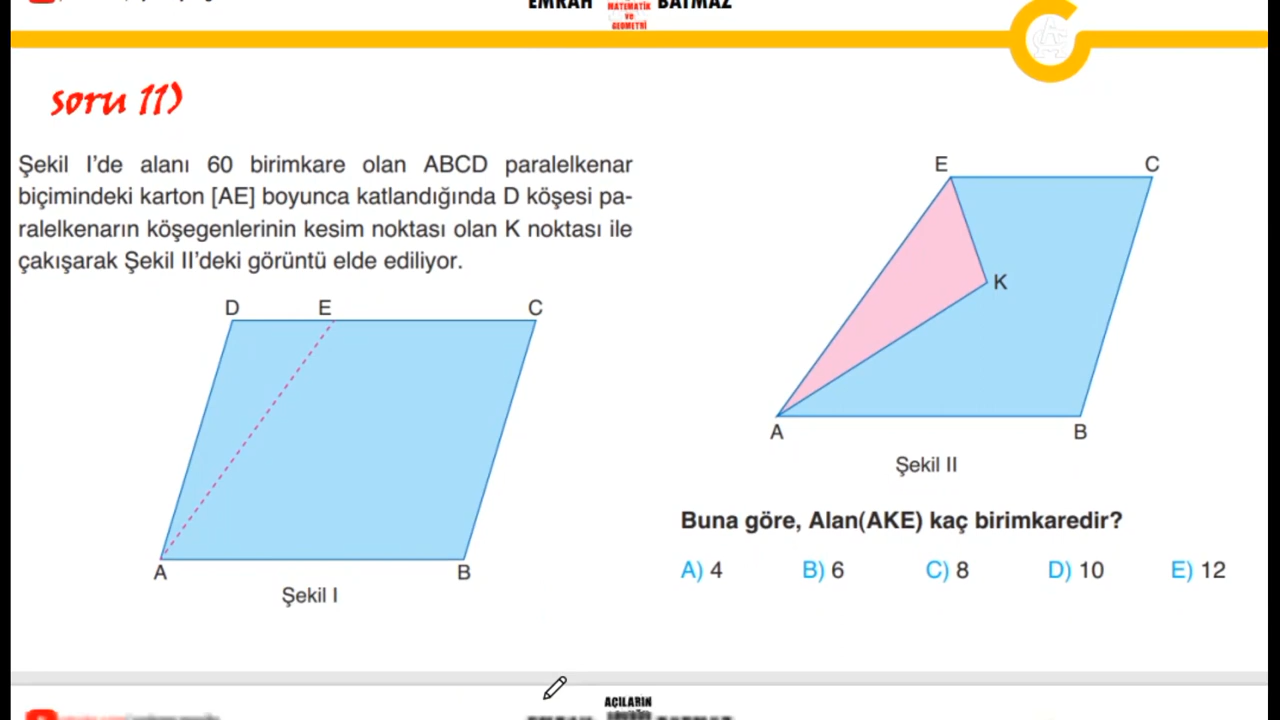 EMRAH MATEMATİK ve GEOMETRİ BATMAZ
soru 11)
Şekil I'de alanı 60 birimkare olan ABCD paralelkenar
biçimindeki karton [AE] boyunca katlandığında D köşesi pa-
ralelkenarın köşegenlerinin kesim noktası olan K noktası ile
çakışarak Şekil II'deki görüntü elde ediliyor.
D E C
A B
Şekil I
E C
K
A B
Şekil II
Buna göre, Alan(AKE) kaç birimkaredir?
A) 4 B) 6 C) 8 D) 10 E) 12
AÇILARIN